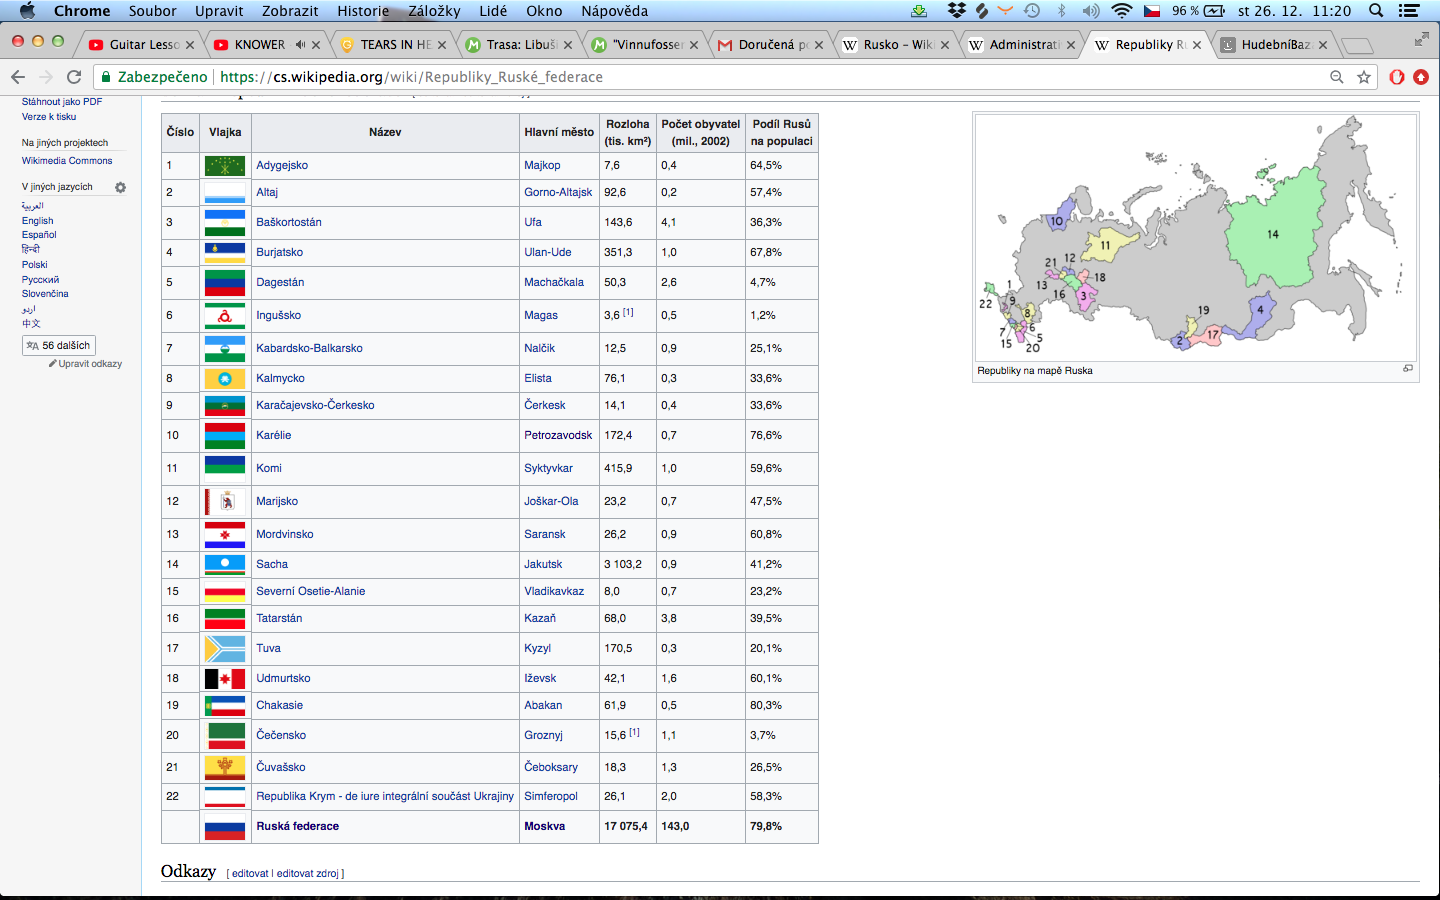 Chrome Soubor Upravit Zobrazit Historie Záložky Lidé Okno Nápověda 96 % st 26. 12. 11:20
Guitar Lesso KNOWER TEARS IN HE Trasa: Libuš "Vinnufosser Doručená po Rusko – Wiki Administrati Republiky Ru HudebníBaz
Zabezpečeno https://cs.wikipedia.org/wiki/Republiky_Ruské_federace
Stáhnout jako PDF
Verze k tisku
Na jiných projektech
Wikimedia Commons
V jiných jazycích
العربية
English
Español
हिन्दी
Polski
Русский
Slovenčina
اردو
中文
56 dalších
Upravit odkazy
Číslo Vlajka Název Hlavní město Rozloha (tis. km²) Počet obyvatel (mil., 2002) Podíl Rusů na populaci
1 Adygejsko Majkop 7,6 0,4 64,5%
2 Altaj Gorno-Altajsk 92,6 0,2 57,4%
3 Baškortostán Ufa 143,6 4,1 36,3%
4 Burjatsko Ulan-Ude 351,3 1,0 67,8%
5 Dagestán Machačkala 50,3 2,6 4,7%
6 Ingušsko Magas 3,6 [1] 0,5 1,2%
7 Kabardsko-Balkarsko Nalčik 12,5 0,9 25,1%
8 Kalmycko Elista 76,1 0,3 33,6%
9 Karačajevsko-Čerkesko Čerkesk 14,1 0,4 33,6%
10 Karélie Petrozavodsk 172,4 0,7 76,6%
11 Komi Syktyvkar 415,9 1,0 59,6%
12 Marijsko Joškar-Ola 23,2 0,7 47,5%
13 Mordvinsko Saransk 26,2 0,9 60,8%
14 Sacha Jakutsk 3 103,2 0,9 41,2%
15 Severní Osetie-Alanie Vladikavkaz 8,0 0,7 23,2%
16 Tatarstán Kazaň 68,0 3,8 39,5%
17 Tuva Kyzyl 170,5 0,3 20,1%
18 Udmurtsko Iževsk 42,1 1,6 60,1%
19 Chakasie Abakan 61,9 0,5 80,3%
20 Čečensko Groznyj 15,6 [1] 1,1 3,7%
21 Čuvašsko Čeboksary 18,3 1,3 26,5%
22 Republika Krym - de iure integrální součást Ukrajiny Simferopol 26,1 2,0 58,3%
Ruská federace Moskva 17 075,4 143,0 79,8%
10
14
11
21 12
13 18
1
16 3
22 9
19
8 4
7 6
2 17
15 5
20
Republiky na mapě Ruska
Odkazy [ editovat | editovat zdroj ]